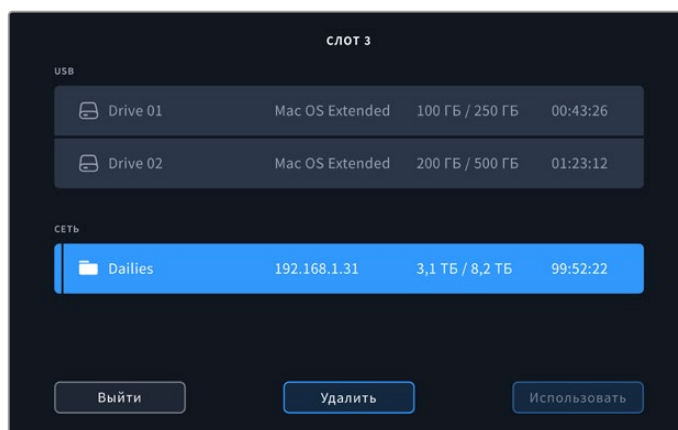 СЛОТ 3
USB
Drive 01 Mac OS Extended 100 ГБ / 250 ГБ 00:43:26
Drive 02 Mac OS Extended 200 ГБ / 500 ГБ 01:23:12
СЕТЬ
Dailies 192.168.1.31 3,1 ТБ / 8,2 ТБ 99:52:22
Выйти Удалить Использовать